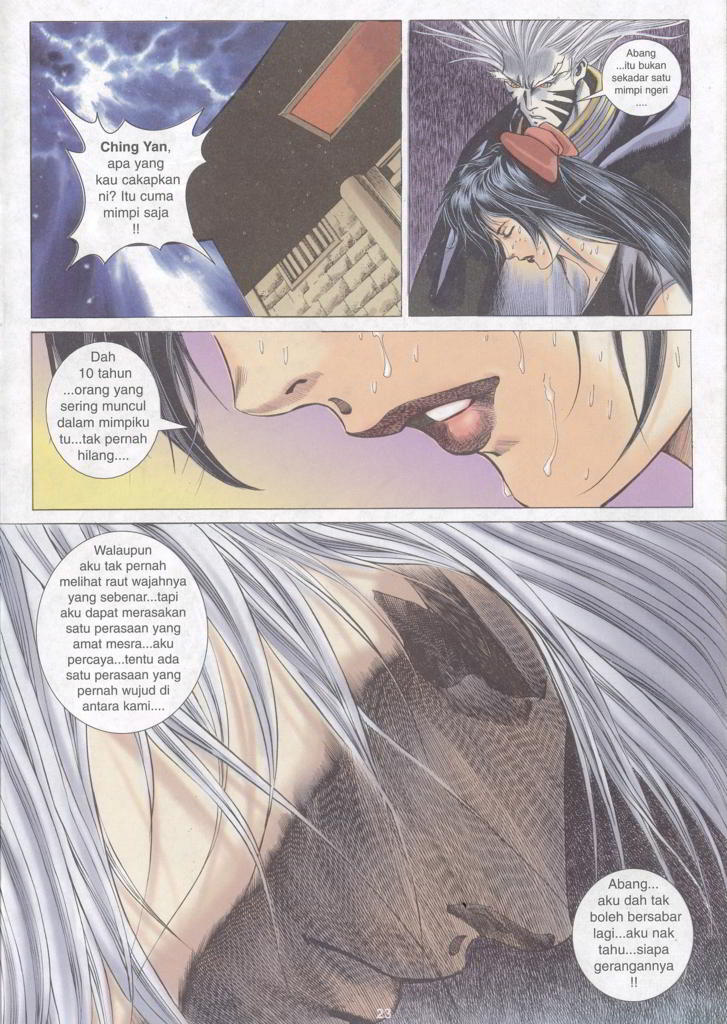 Ching Yan,
apa yang
kau cakapkan
ni? Itu cuma
mimpi saja
!!
Abang
...itu bukan
sekadar satu
mimpi ngeri
....
Dah
10 tahun
...orang yang
sering muncul
dalam mimpiku
tu...tak pernah
hilang....
Walaupun
aku tak pernah
melihat raut wajahnya
yang sebenar...tapi
aku dapat merasakan
satu perasaan yang
amat mesra...aku
percaya...tentu ada
satu perasaan yang
pernah wujud di
antara kami....
Abang...
aku dah tak
boleh bersabar
lagi...aku nak
tahu...siapa
gerangannya
!!
23